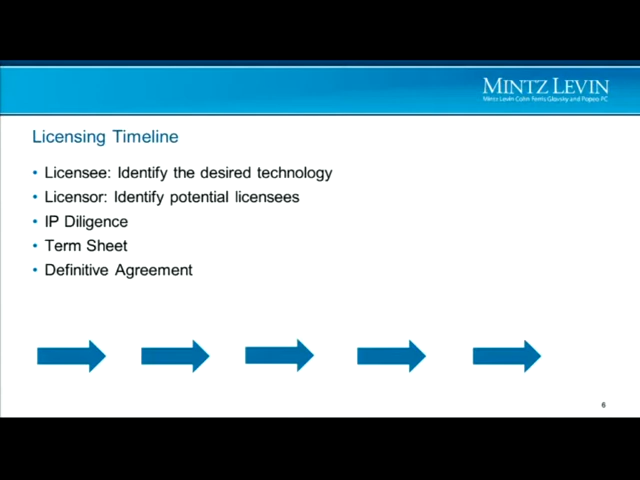 MINTZ LEVIN
Mintz Levin Cohn Ferris Glovsky and Popeo PC
Licensing Timeline
• Licensee: Identify the desired technology
• Licensor: Identify potential licensees
• IP Diligence
• Term Sheet
• Definitive Agreement
6